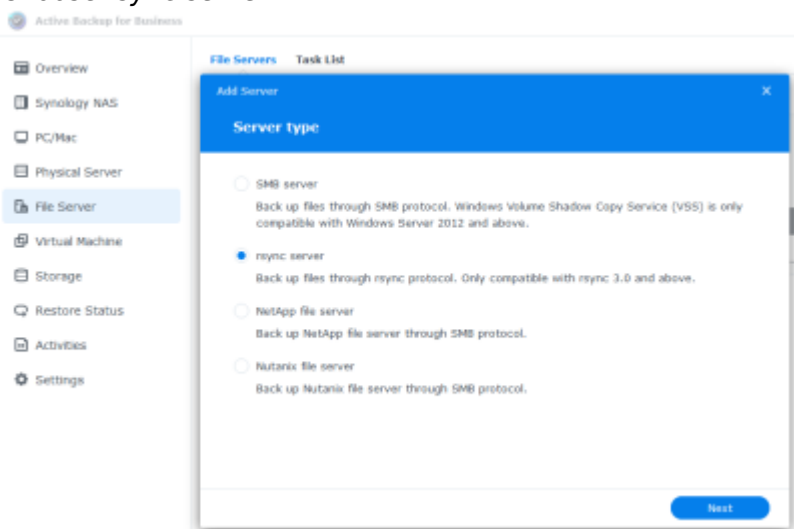 Active Backup for Business
File Servers Task List
Overview
Synology NAS
PC/Mac
Physical Server
File Server
Virtual Machine
Storage
Restore Status
Activities
Settings
Add Server
Server type
SMB server
Back up files through SMB protocol. Windows Volume Shadow Copy Service (VSS) is only
compatible with Windows Server 2012 and above.
rsync server
Back up files through rsync protocol. Only compatible with rsync 3.0 and above.
NetApp file server
Back up NetApp file server through SMB protocol.
Nutanix file server
Back up Nutanix file server through SMB protocol.
Next